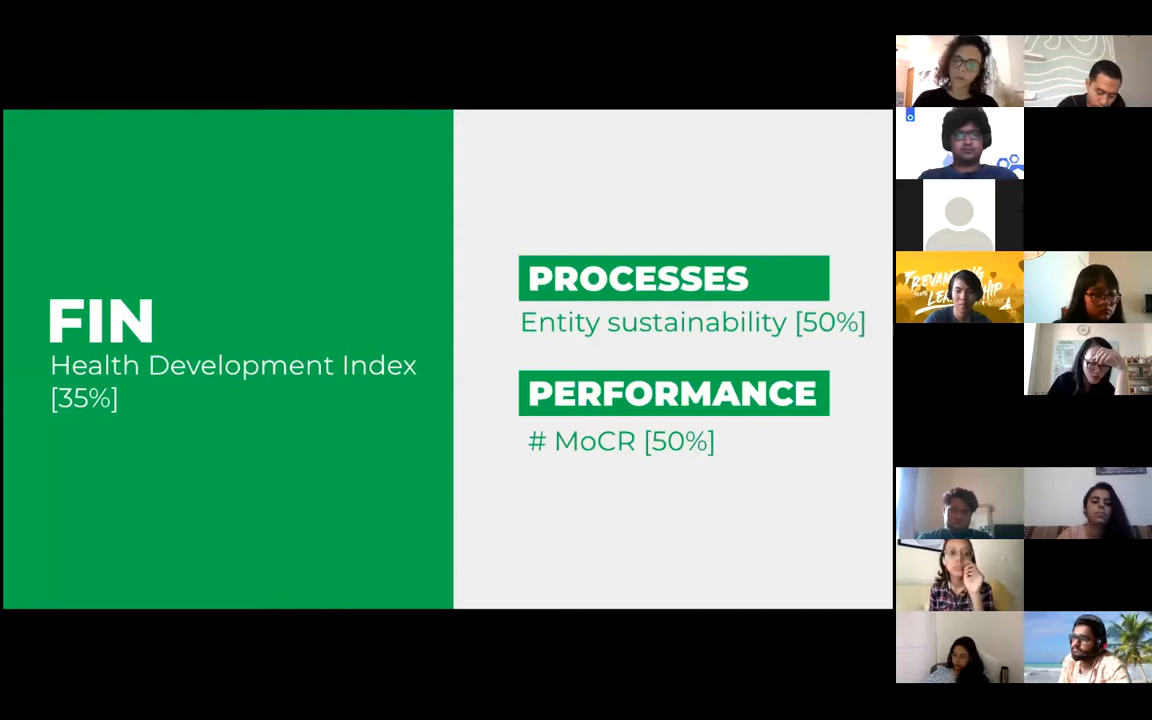 FIN
Health Development Index
[35%]
PROCESSES
Entity sustainability [50%]
PERFORMANCE
# MoCR [50%]